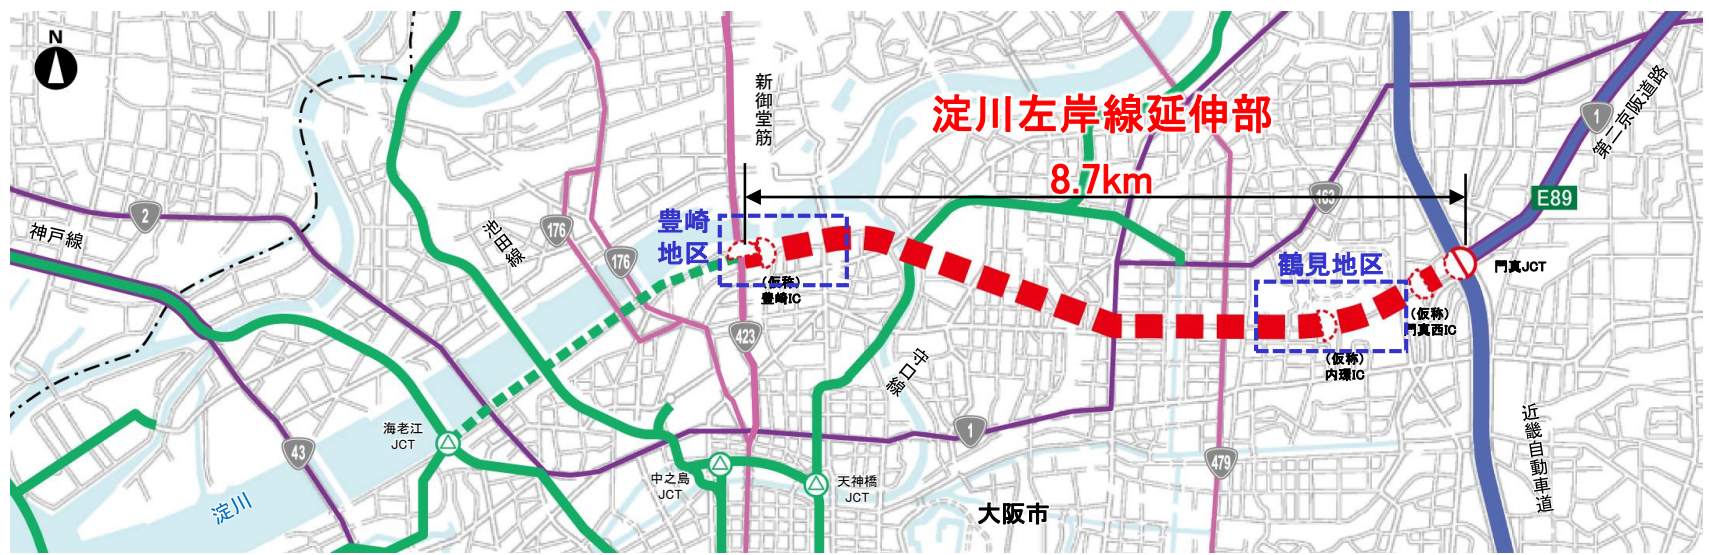 N
新御堂筋
淀川左岸線延伸部
8.7km
1
第二京阪道路
E89
163
2
神戸線
池田線
176
176
豊崎
地区
(仮称)
豊崎IC
鶴見地区
門真JCT
(仮称)
門真西IC
(仮称)
内環IC
423
守口線
海老江
JCT
43
1
479
近畿自動車道
中之島
JCT
天神橋
JCT
淀川
大阪市